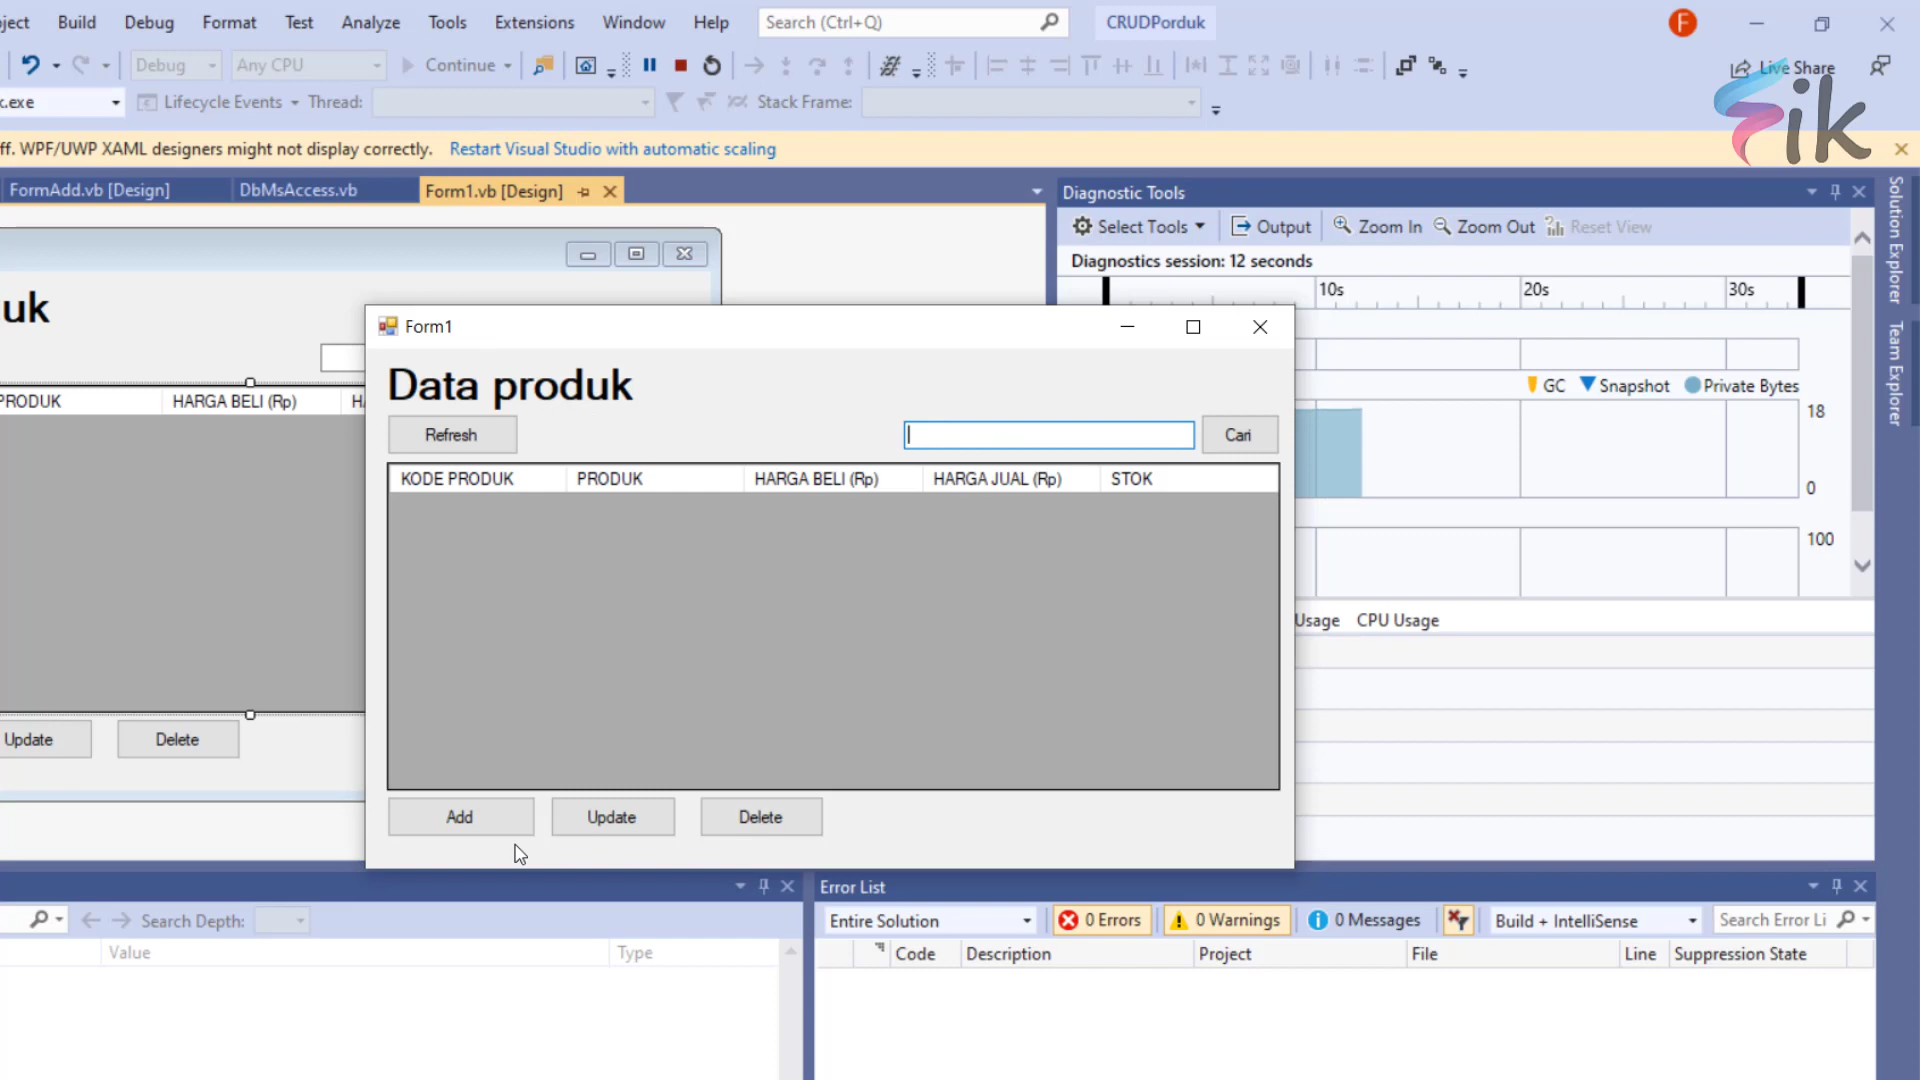 oject Build Debug Format Test Analyze Tools Extensions Window Help Search (Ctrl+Q) CRUDPorduk F
Debug Any CPU Continue Live Share
k.exe Lifecycle Events Thread: Stack Frame:
ik
ff. WPF/UWP XAML designers might not display correctly. Restart Visual Studio with automatic scaling
FormAdd.vb [Design] DbMsAccess.vb Form1.vb [Design] Diagnostic Tools
Select Tools Output Zoom In Zoom Out Reset View
Diagnostics session: 12 seconds
10s 20s 30s
uk
Form1
Data produk
GC Snapshot Private Bytes
PRODUK HARGA BELI (Rp) H
18
Refresh Cari
KODE PRODUK PRODUK HARGA BELI (Rp) HARGA JUAL (Rp) STOK
0
100
Usage CPU Usage
Update Delete
Add Update Delete
Error List
Search Depth:
Entire Solution 0 Errors 0 Warnings 0 Messages Build + IntelliSense Search Error Li
Value Type
Code Description Project File Line Suppression State
Solution Explorer
Team Explorer